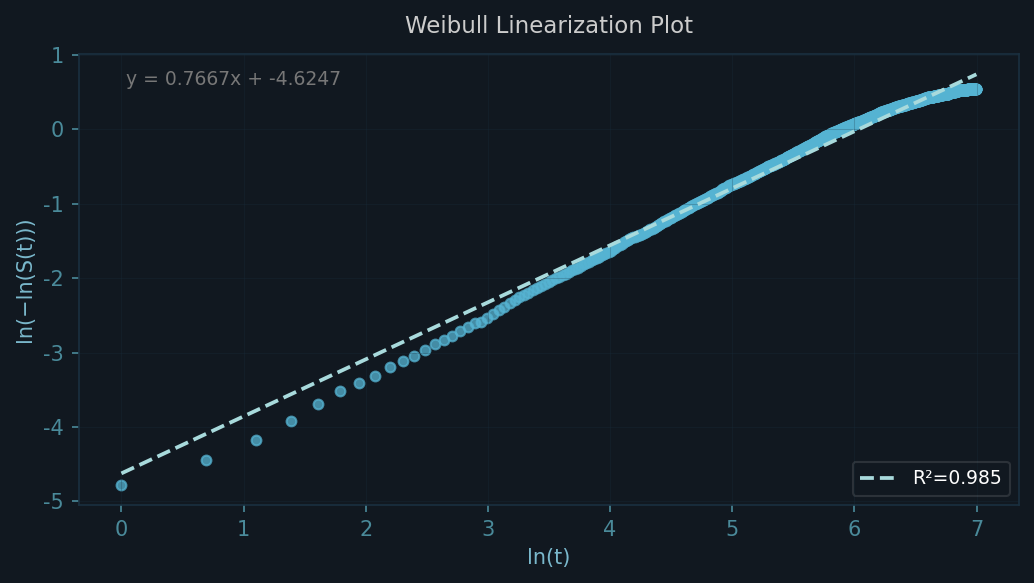 Weibull Linearization Plot
y = 0.7667x + -4.6247
1
0
-1
-2
-3
-4
-5
ln(−ln(S(t)))
R²=0.985
0 1 2 3 4 5 6 7
ln(t)